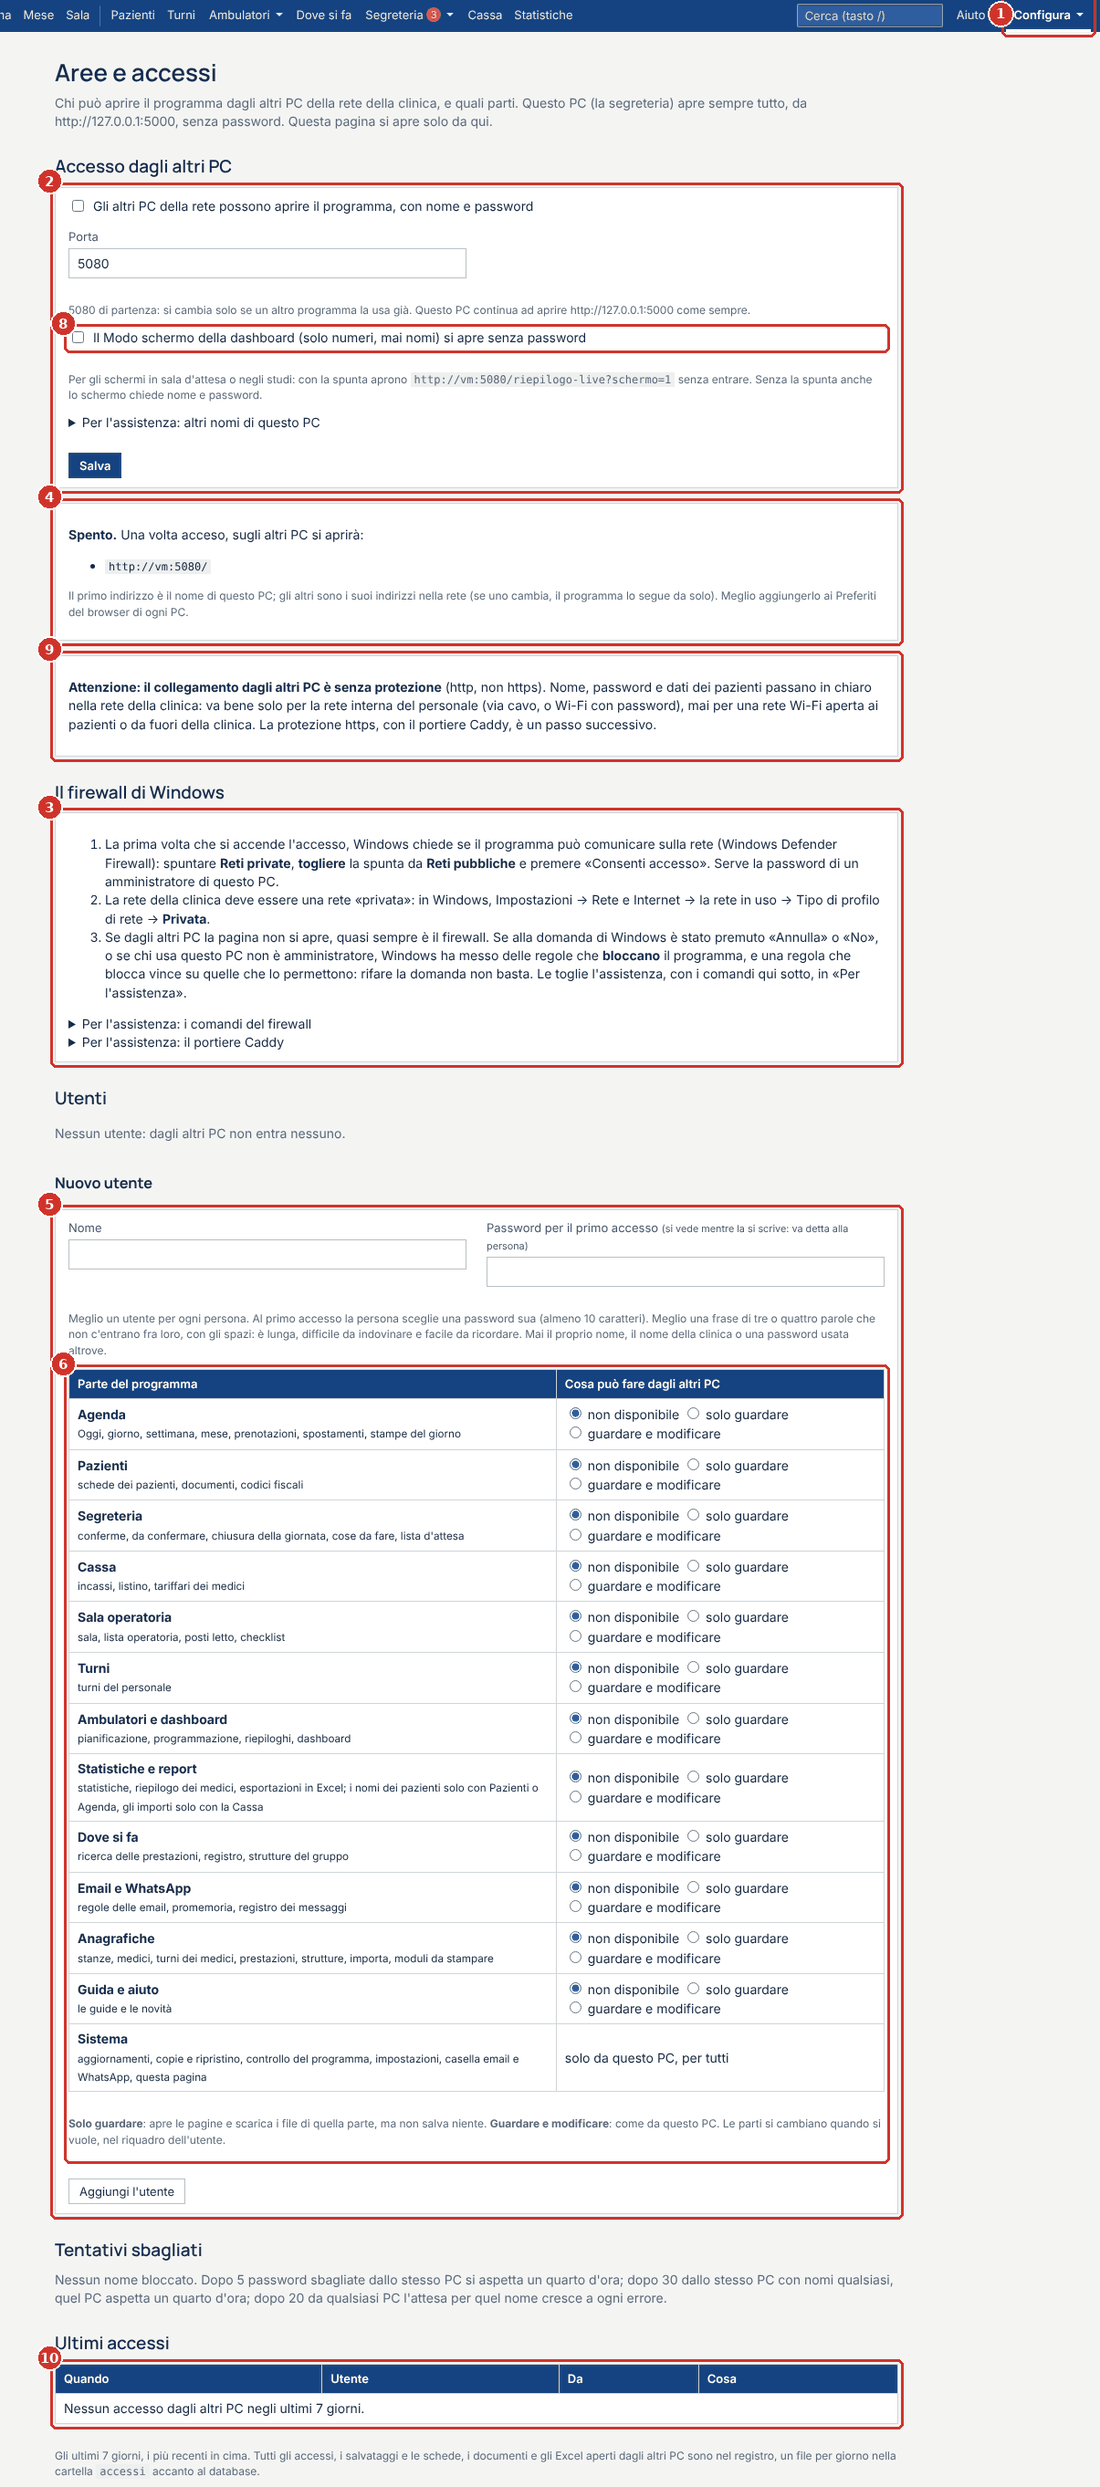 na Mese Sala Pazienti Turni Ambulatori Dove si fa Segreteria 3 Cassa Statistiche Cerca (tasto /) Aiuto 1 Configura
Aree e accessi
Chi può aprire il programma dagli altri PC della rete della clinica, e quali parti. Questo PC (la segreteria) apre sempre tutto, da
http://127.0.0.1:5000, senza password. Questa pagina si apre solo da qui.
Accesso dagli altri PC
2
Gli altri PC della rete possono aprire il programma, con nome e password
Porta
5080
5080 di partenza: si cambia solo se un altro programma la usa già. Questo PC continua ad aprire http://127.0.0.1:5000 come sempre.
8
Il Modo schermo della dashboard (solo numeri, mai nomi) si apre senza password
Per gli schermi in sala d'attesa o negli studi: con la spunta aprono http://vm:5080/riepilogo-live?schermo=1 senza entrare. Senza la spunta anche
lo schermo chiede nome e password.
Per l'assistenza: altri nomi di questo PC
Salva
4
Spento. Una volta acceso, sugli altri PC si aprirà:
• http://vm:5080/
Il primo indirizzo è il nome di questo PC; gli altri sono i suoi indirizzi nella rete (se uno cambia, il programma lo segue da solo). Meglio aggiungerlo ai Preferiti
del browser di ogni PC.
9
Attenzione: il collegamento dagli altri PC è senza protezione (http, non https). Nome, password e dati dei pazienti passano in chiaro
nella rete della clinica: va bene solo per la rete interna del personale (via cavo, o Wi-Fi con password), mai per una rete Wi-Fi aperta ai
pazienti o da fuori della clinica. La protezione https, con il portiere Caddy, è un passo successivo.
Il firewall di Windows
3
1. La prima volta che si accende l'accesso, Windows chiede se il programma può comunicare sulla rete (Windows Defender
Firewall): spuntare Reti private, togliere la spunta da Reti pubbliche e premere «Consenti accesso». Serve la password di un
amministratore di questo PC.
2. La rete della clinica deve essere una rete «privata»: in Windows, Impostazioni → Rete e Internet → la rete in uso → Tipo di profilo
di rete → Privata.
3. Se dagli altri PC la pagina non si apre, quasi sempre è il firewall. Se alla domanda di Windows è stato premuto «Annulla» o «No»,
o se chi usa questo PC non è amministratore, Windows ha messo delle regole che bloccano il programma, e una regola che
blocca vince su quelle che lo permettono: rifare la domanda non basta. Le toglie l'assistenza, con i comandi qui sotto, in «Per
l'assistenza».
Per l'assistenza: i comandi del firewall
Per l'assistenza: il portiere Caddy
Utenti
Nessun utente: dagli altri PC non entra nessuno.
Nuovo utente
5
Nome
Password per il primo accesso (si vede mentre la si scrive: va detta alla
persona)
Meglio un utente per ogni persona. Al primo accesso la persona sceglie una password sua (almeno 10 caratteri). Meglio una frase di tre o quattro parole che
non c'entrano fra loro, con gli spazi: è lunga, difficile da indovinare e facile da ricordare. Mai il proprio nome, il nome della clinica o una password usata
altrove.
6
Parte del programma Cosa può fare dagli altri PC
Agenda
Oggi, giorno, settimana, mese, prenotazioni, spostamenti, stampe del giorno
non disponibile solo guardare
guardare e modificare
Pazienti
schede dei pazienti, documenti, codici fiscali
non disponibile solo guardare
guardare e modificare
Segreteria
conferme, da confermare, chiusura della giornata, cose da fare, lista d'attesa
non disponibile solo guardare
guardare e modificare
Cassa
incassi, listino, tariffari dei medici
non disponibile solo guardare
guardare e modificare
Sala operatoria
sala, lista operatoria, posti letto, checklist
non disponibile solo guardare
guardare e modificare
Turni
turni del personale
non disponibile solo guardare
guardare e modificare
Ambulatori e dashboard
pianificazione, programmazione, riepiloghi, dashboard
non disponibile solo guardare
guardare e modificare
Statistiche e report
statistiche, riepilogo dei medici, esportazioni in Excel; i nomi dei pazienti solo con Pazienti o
Agenda, gli importi solo con la Cassa
non disponibile solo guardare
guardare e modificare
Dove si fa
ricerca delle prestazioni, registro, strutture del gruppo
non disponibile solo guardare
guardare e modificare
Email e WhatsApp
regole delle email, promemoria, registro dei messaggi
non disponibile solo guardare
guardare e modificare
Anagrafiche
stanze, medici, turni dei medici, prestazioni, strutture, importa, moduli da stampare
non disponibile solo guardare
guardare e modificare
Guida e aiuto
le guide e le novità
non disponibile solo guardare
guardare e modificare
Sistema
aggiornamenti, copie e ripristino, controllo del programma, impostazioni, casella email e
WhatsApp, questa pagina
solo da questo PC, per tutti
Solo guardare: apre le pagine e scarica i file di quella parte, ma non salva niente. Guardare e modificare: come da questo PC. Le parti si cambiano quando si
vuole, nel riquadro dell'utente.
Aggiungi l'utente
Tentativi sbagliati
Nessun nome bloccato. Dopo 5 password sbagliate dallo stesso PC si aspetta un quarto d'ora; dopo 30 dallo stesso PC con nomi qualsiasi,
quel PC aspetta un quarto d'ora; dopo 20 da qualsiasi PC l'attesa per quel nome cresce a ogni errore.
Ultimi accessi
10
Quando Utente Da Cosa
Nessun accesso dagli altri PC negli ultimi 7 giorni.
Gli ultimi 7 giorni, i più recenti in cima. Tutti gli accessi, i salvataggi e le schede, i documenti e gli Excel aperti dagli altri PC sono nel registro, un file per giorno nella
cartella accessi accanto al database.